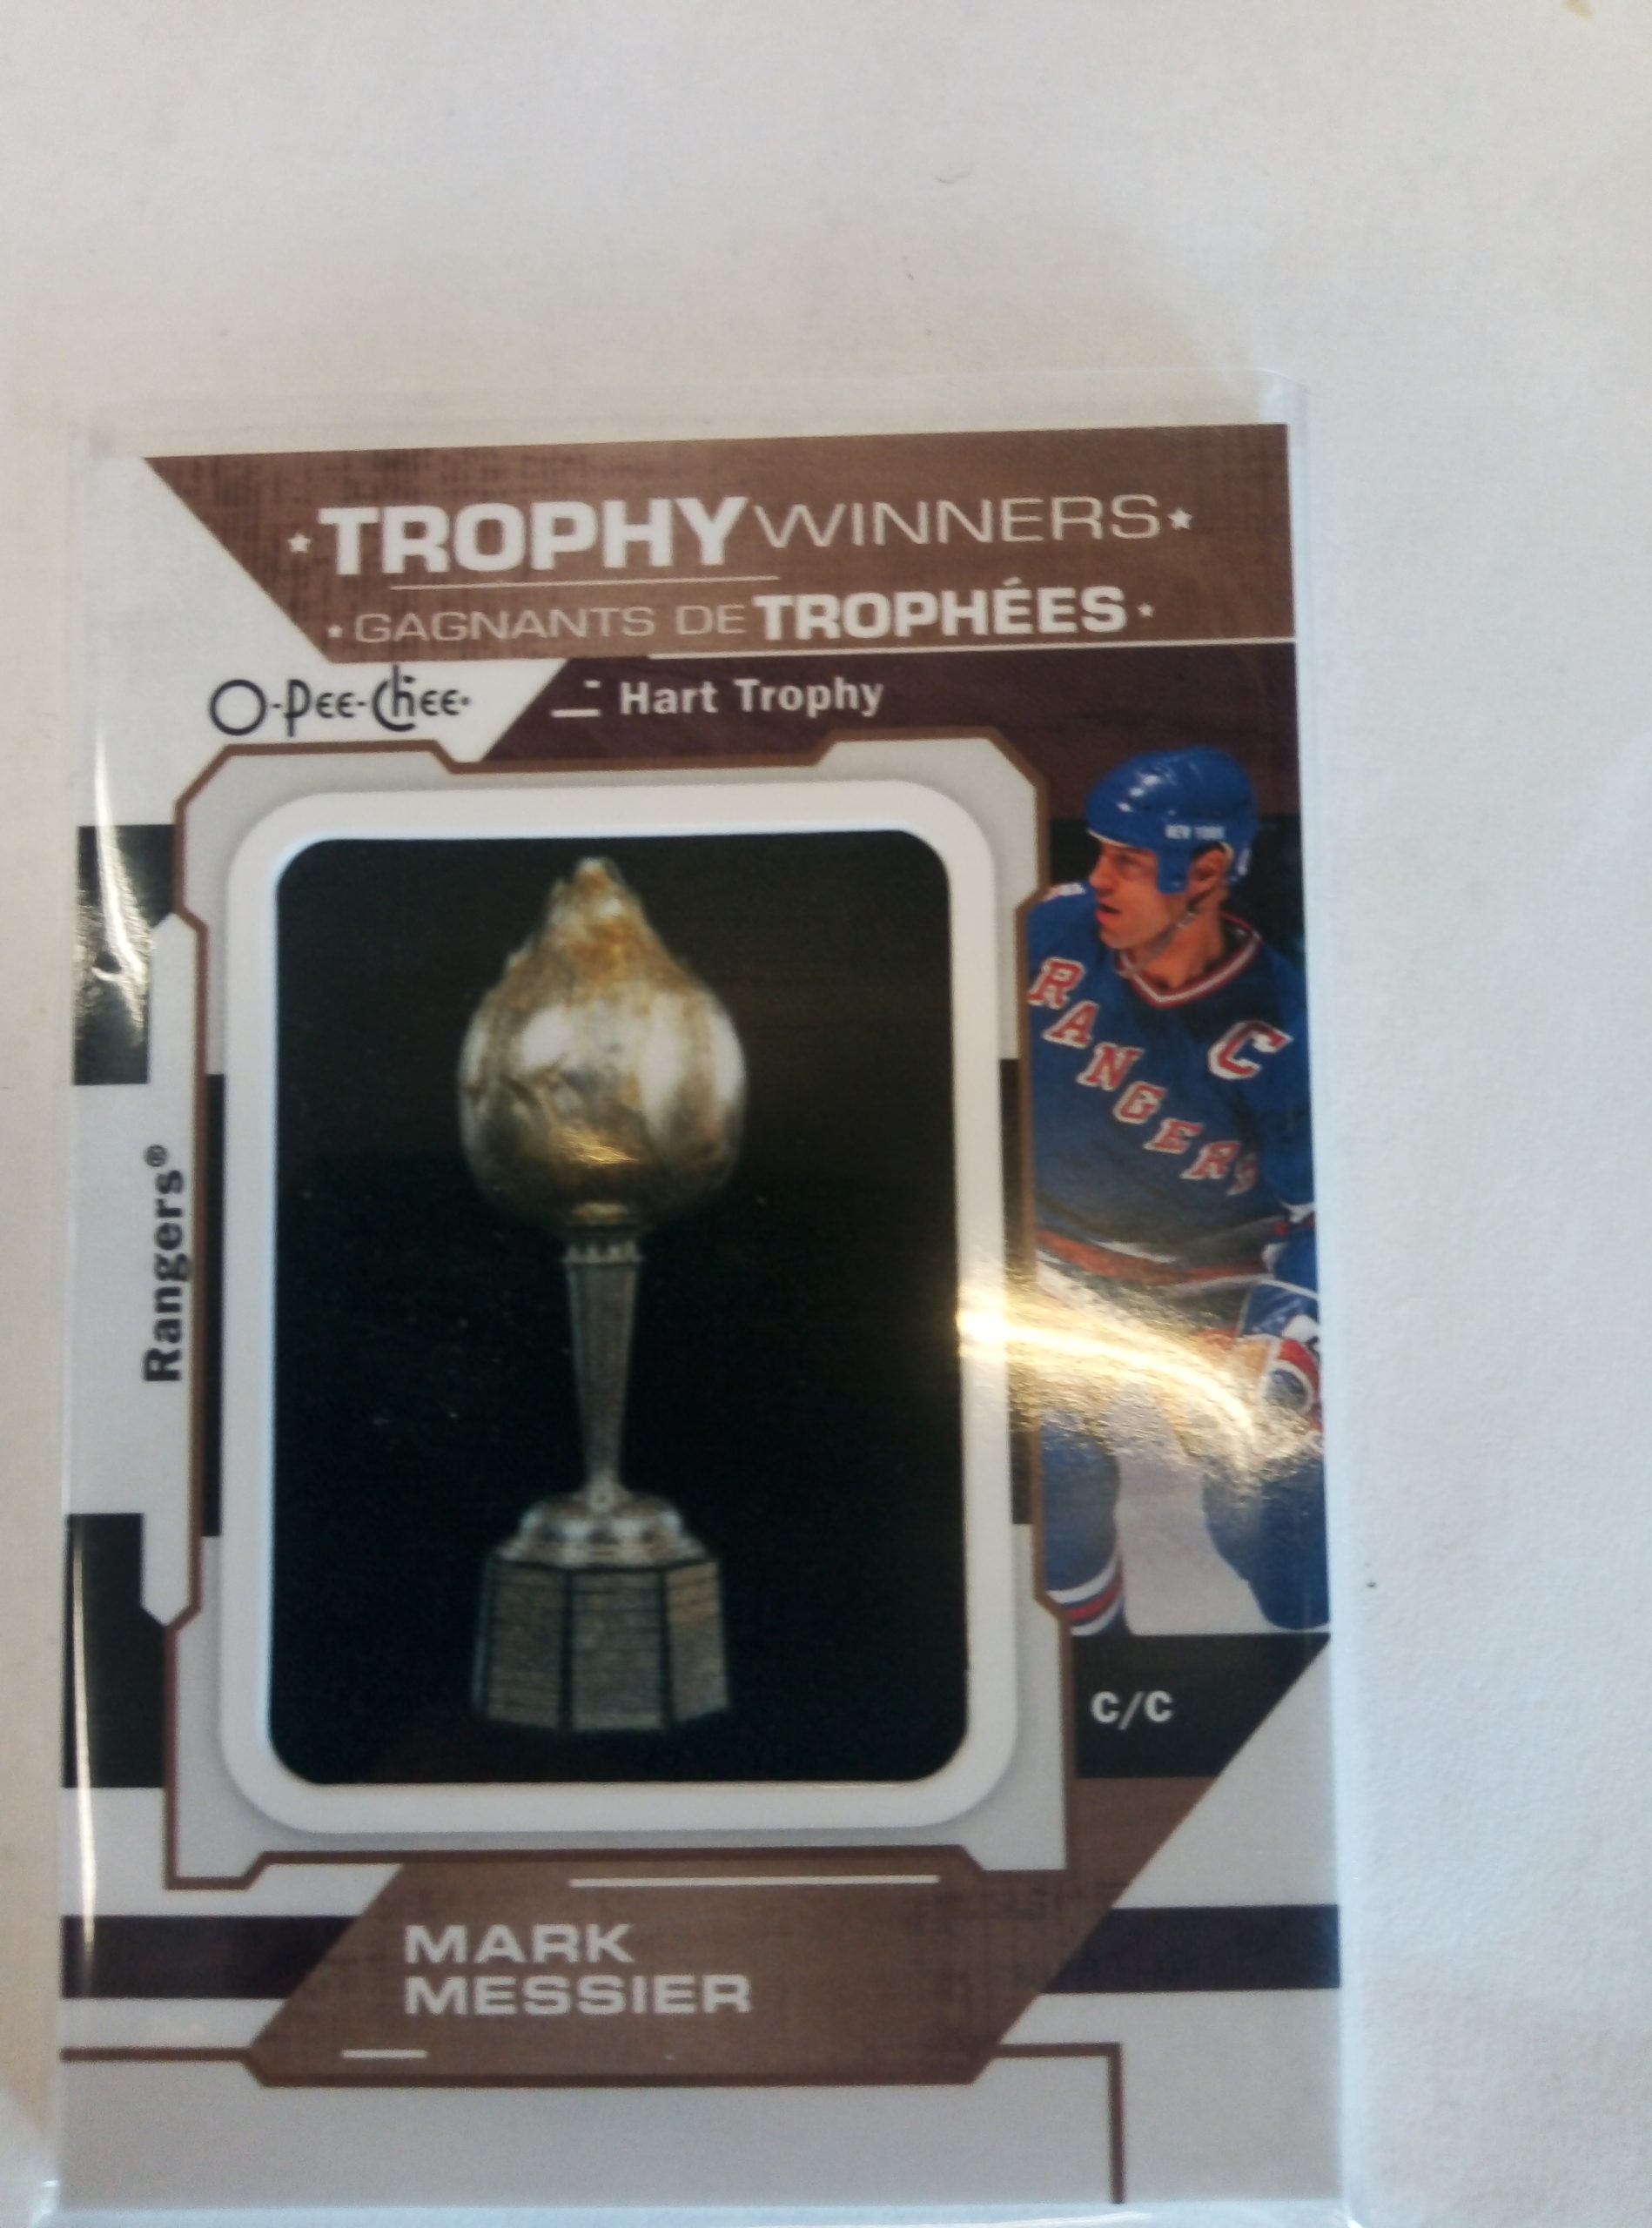 TROPHY WINNERS
GAGNANTS DE TROPHÉES
O-Pee-Chee
Hart Trophy
NEW YORK
RANGERS
C
Rangers®
C/C
MARK
MESSIER